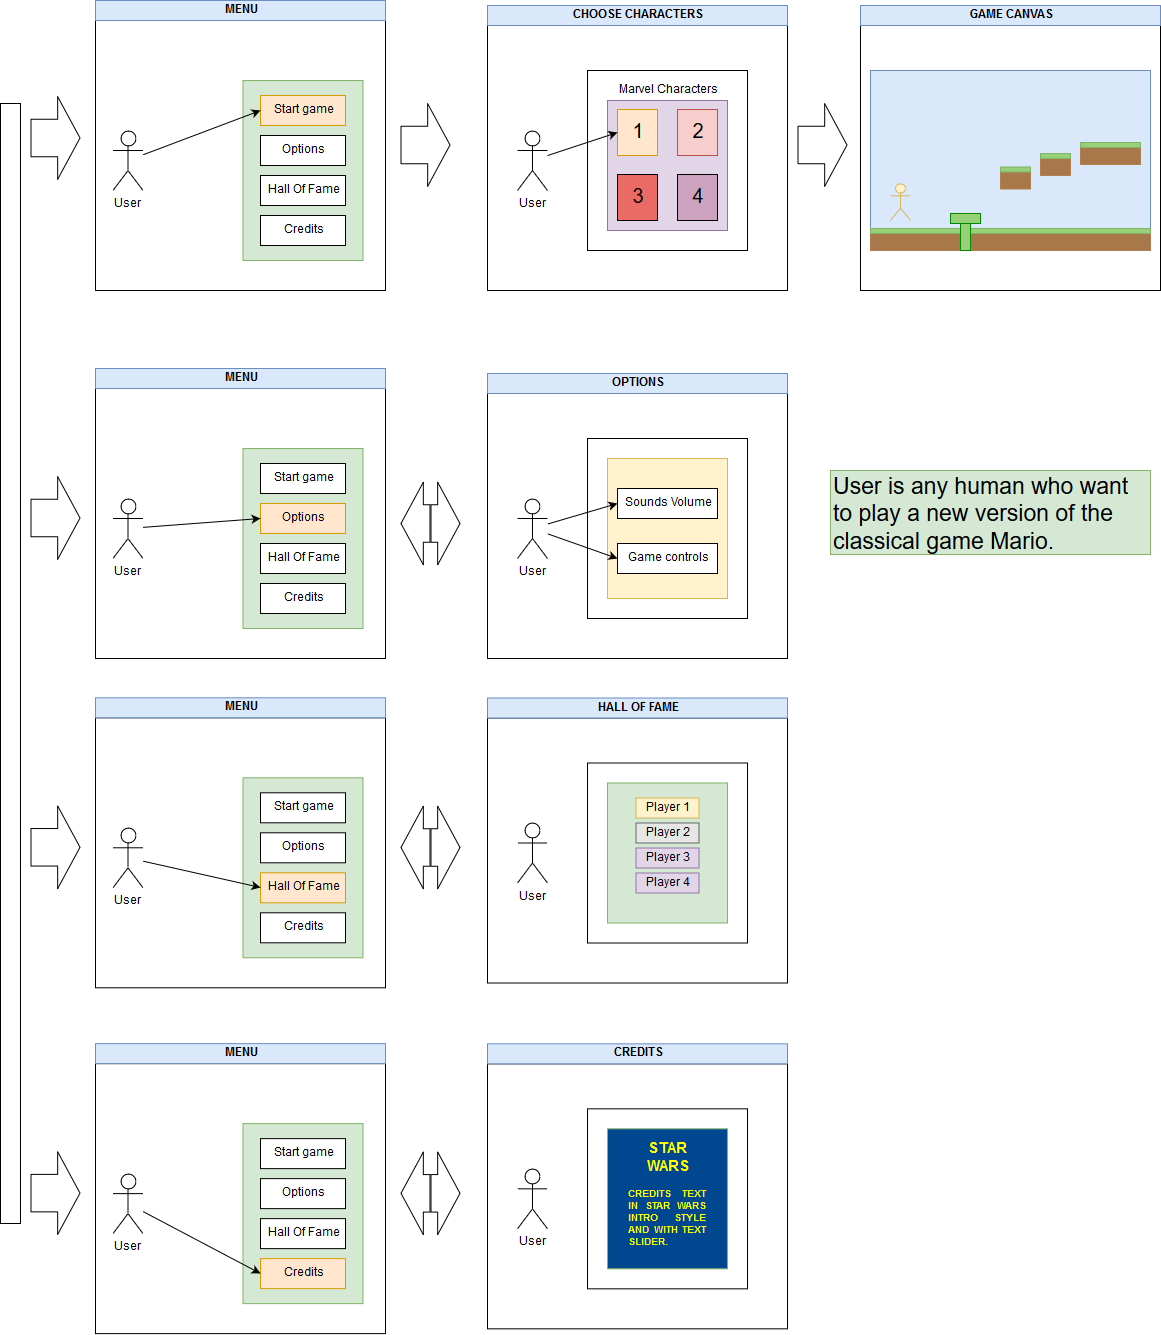 MENU
Start game
Options
Hall Of Fame
Credits
User
CHOOSE CHARACTERS
Marvel Characters
1
2
3
4
User
GAME CANVAS
MENU
Start game
Options
Hall Of Fame
Credits
User
OPTIONS
Sounds Volume
Game controls
User
User is any human who want
to play a new version of the
classical game Mario.
MENU
Start game
Options
Hall Of Fame
Credits
User
HALL OF FAME
Player 1
Player 2
Player 3
Player 4
User
MENU
Start game
Options
Hall Of Fame
Credits
User
CREDITS
STAR
WARS
CREDITS TEXT
IN STAR WARS
INTRO STYLE
AND WITH TEXT
SLIDER.
User